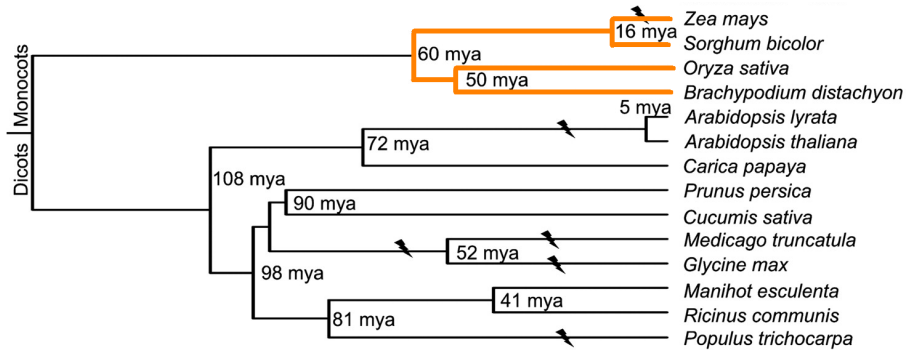 Zea mays
16 mya
Sorghum bicolor
60 mya
Oryza sativa
50 mya
Brachypodium distachyon
Monocots
5 mya
Arabidopsis lyrata
Arabidopsis thaliana
72 mya
Dicots
Carica papaya
108 mya
Prunus persica
90 mya
Cucumis sativa
Medicago truncatula
52 mya
Glycine max
98 mya
Manihot esculenta
41 mya
Ricinus communis
81 mya
Populus trichocarpa